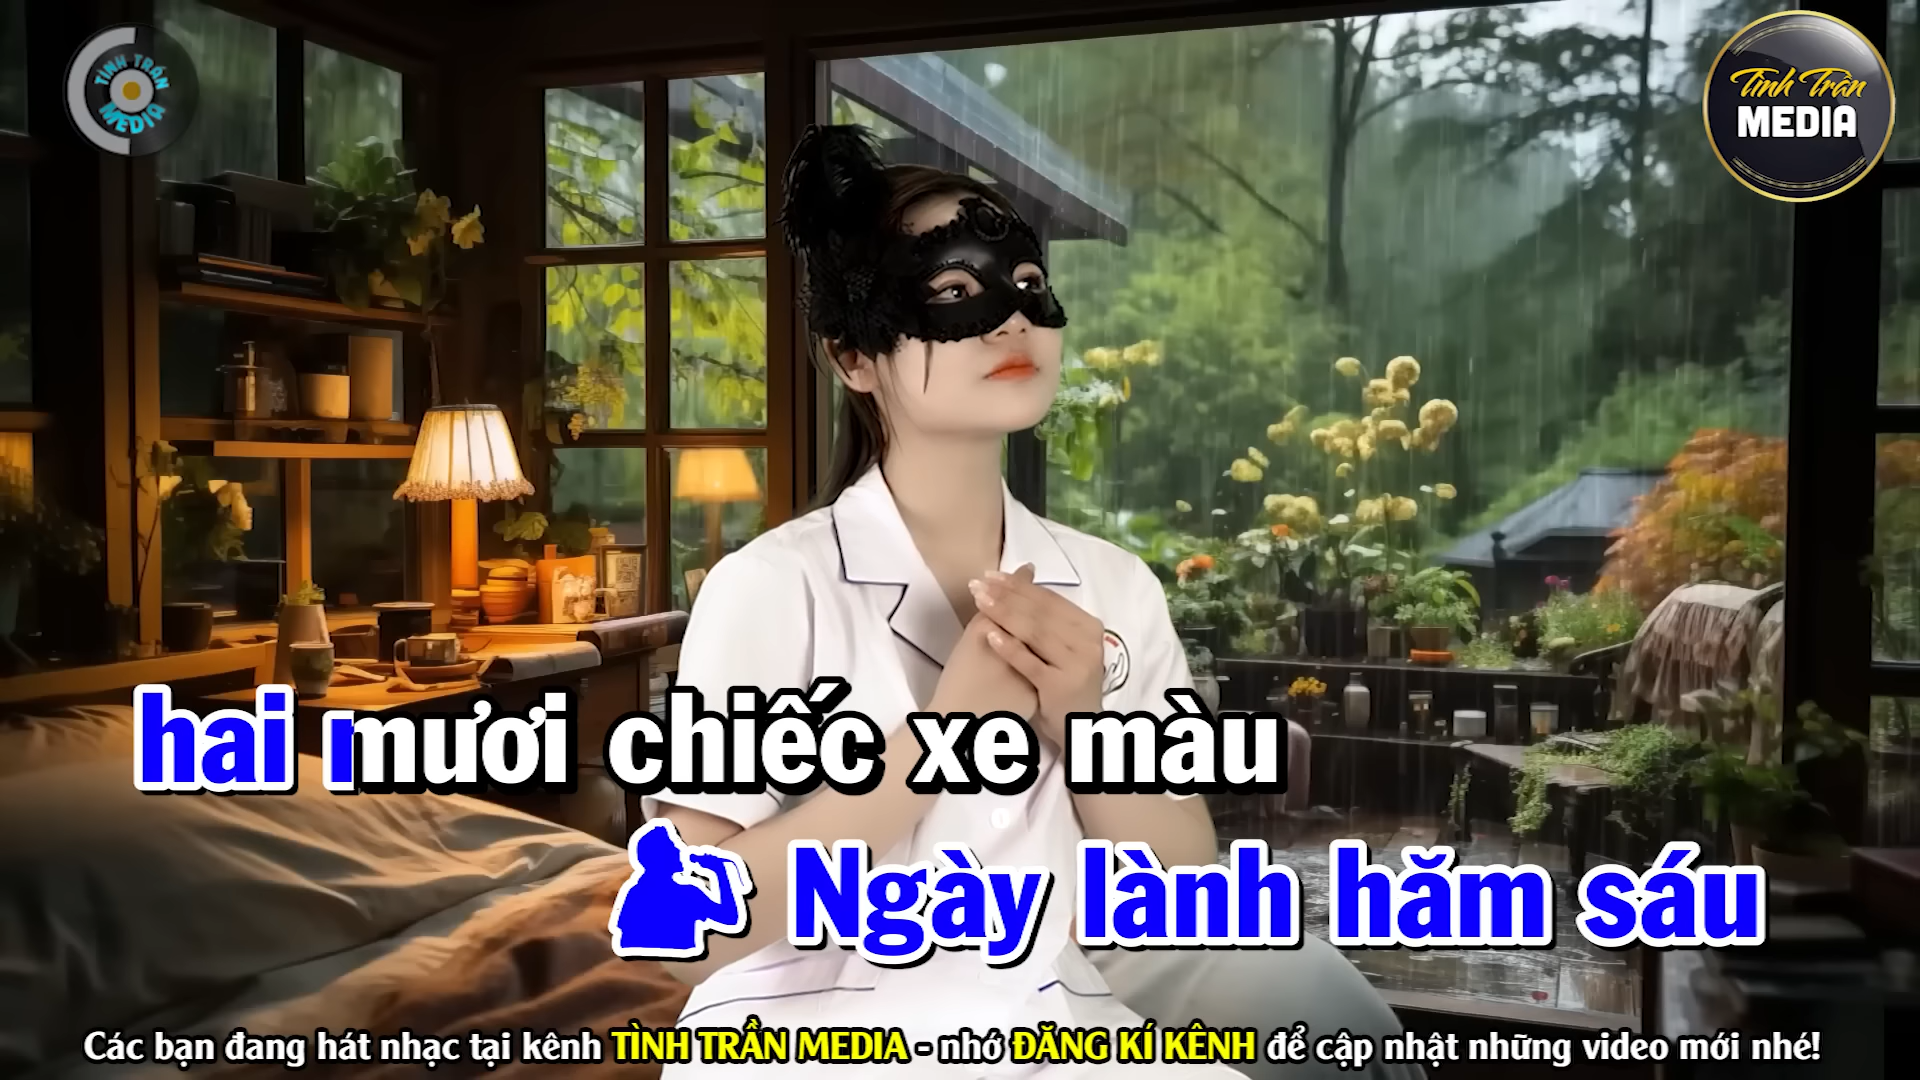 TÌNH TRẦN
MEDIA
Tình Trần
MEDIA
hai mươi chiếc xe màu
Ngày lành hăm sáu
Các bạn đang hát nhạc tại kênh TÌNH TRẦN MEDIA - nhớ ĐĂNG KÍ KÊNH để cập nhật những video mới nhé!